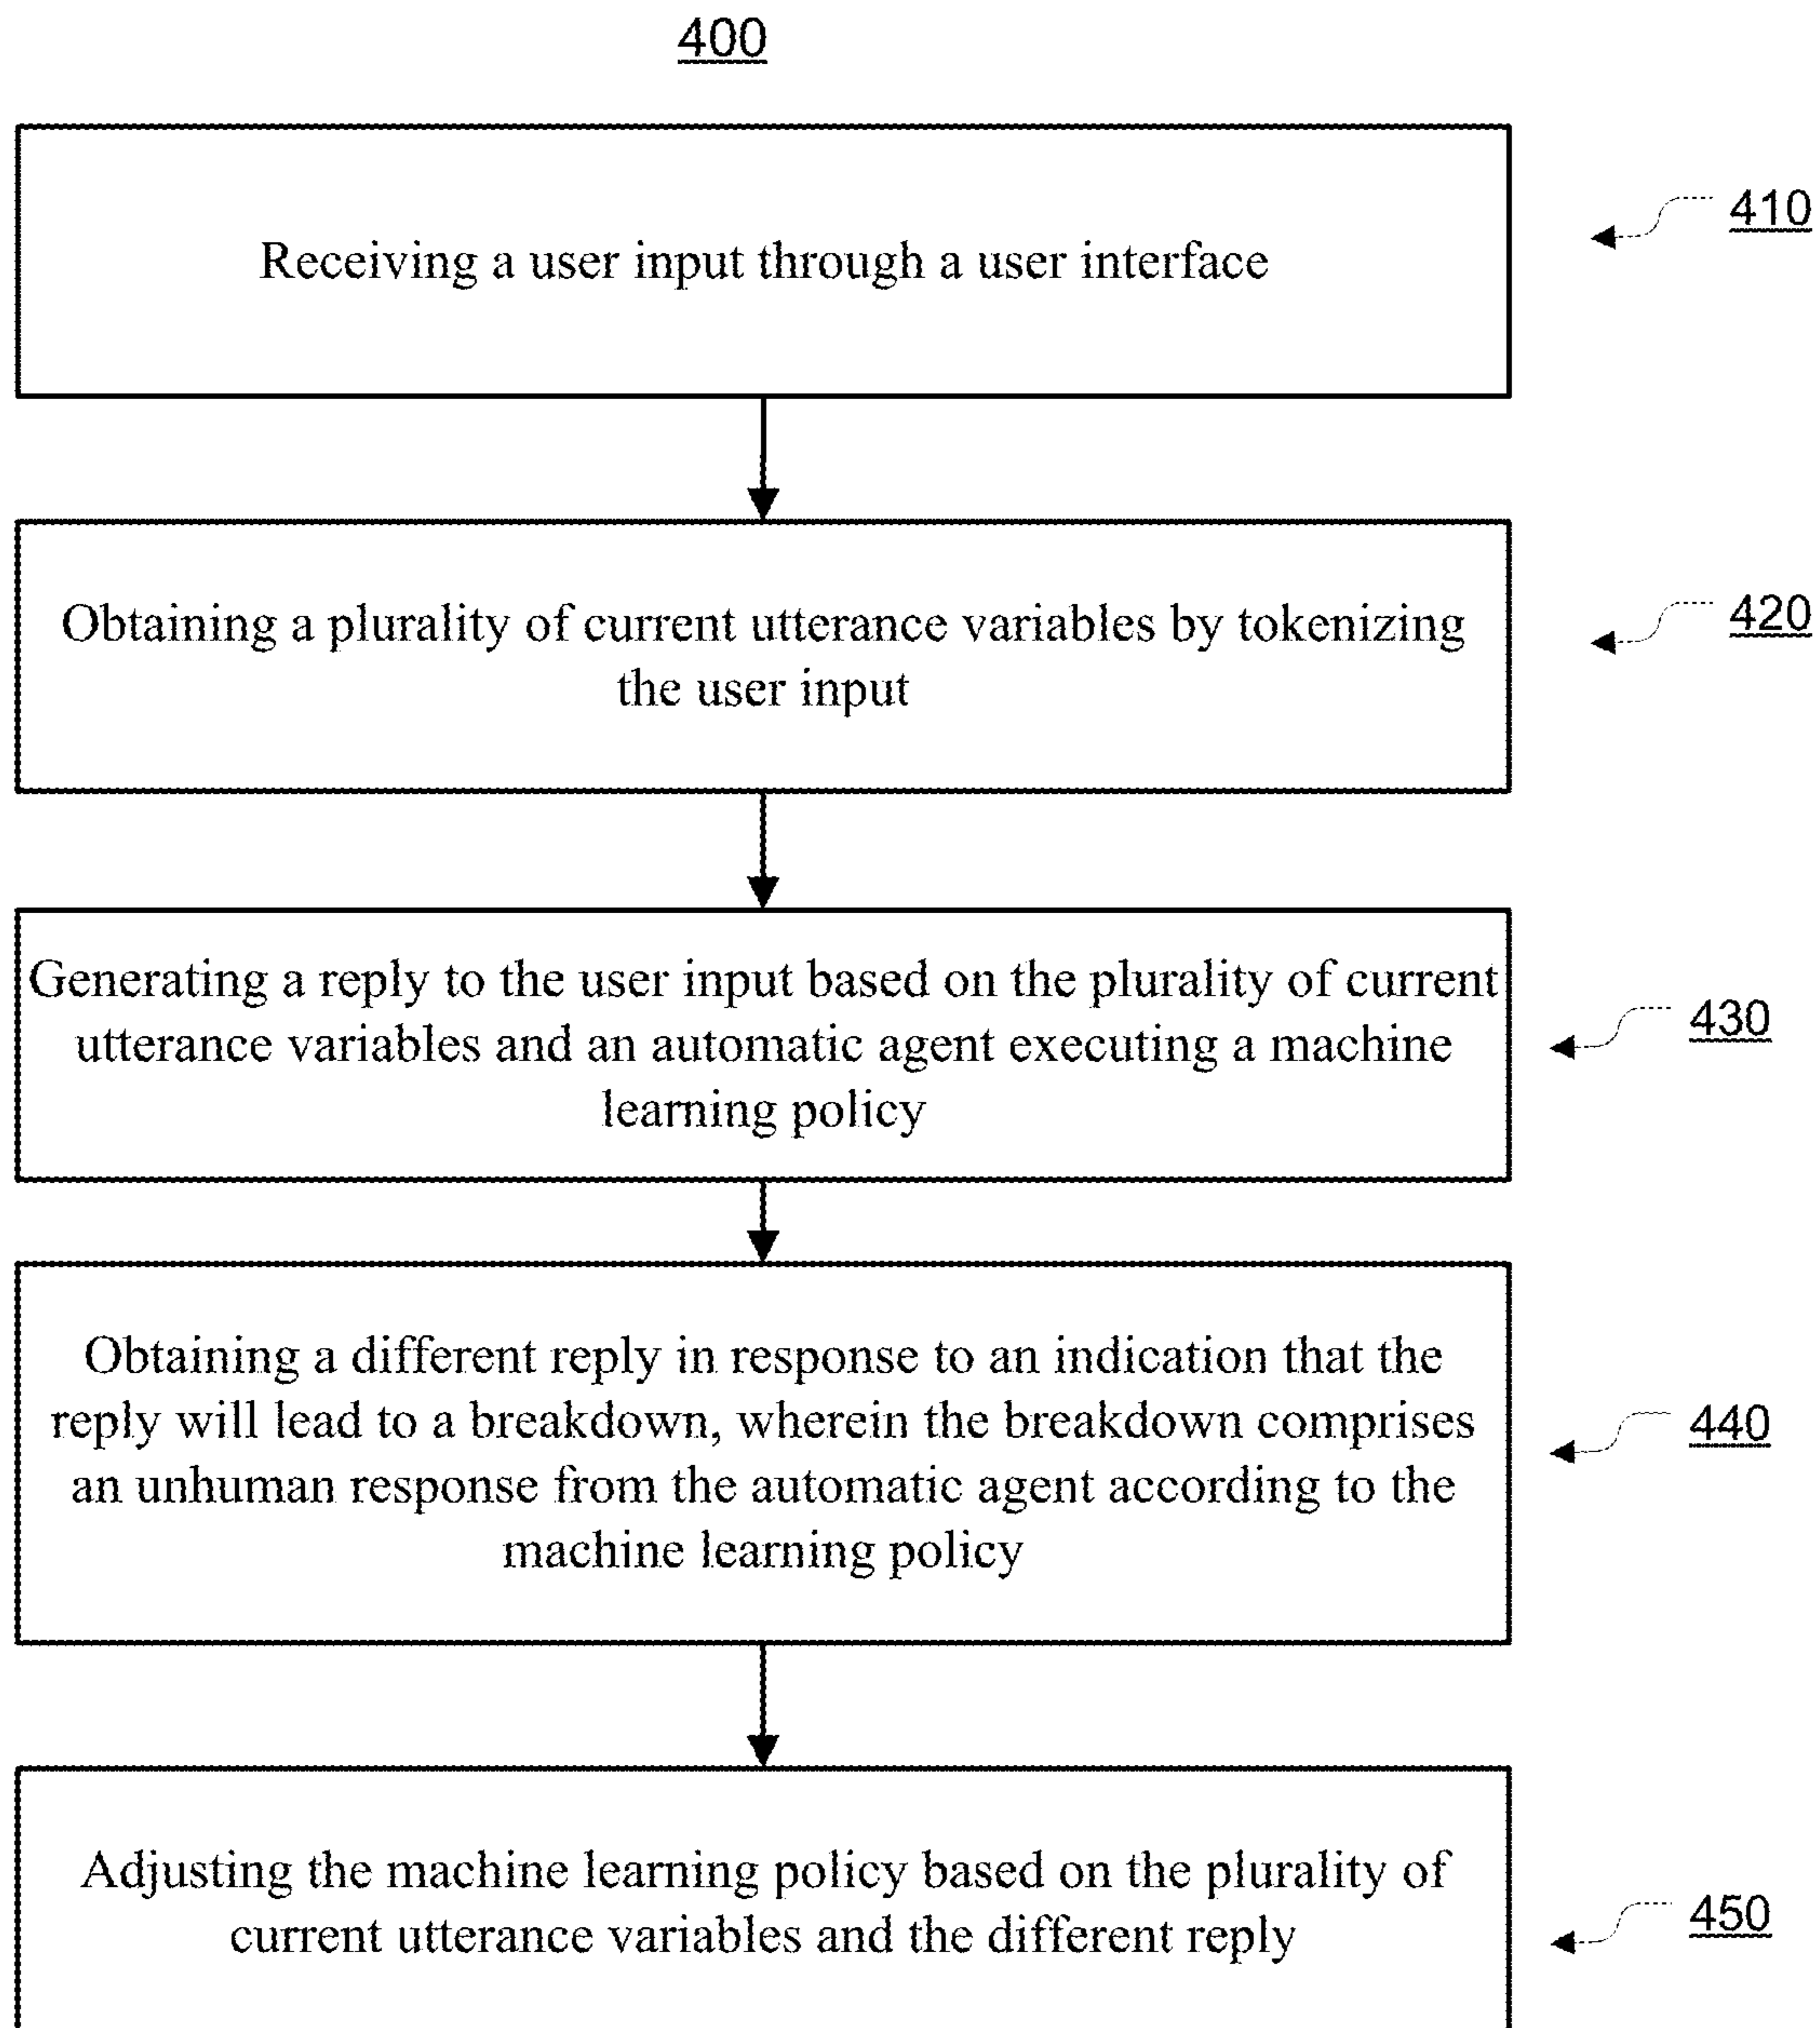 400
Receiving a user input through a user interface
410
Obtaining a plurality of current utterance variables by tokenizing
the user input
420
Generating a reply to the user input based on the plurality of current
utterance variables and an automatic agent executing a machine
learning policy
430
Obtaining a different reply in response to an indication that the
reply will lead to a breakdown, wherein the breakdown comprises
an unhuman response from the automatic agent according to the
machine learning policy
440
Adjusting the machine learning policy based on the plurality of
current utterance variables and the different reply
450